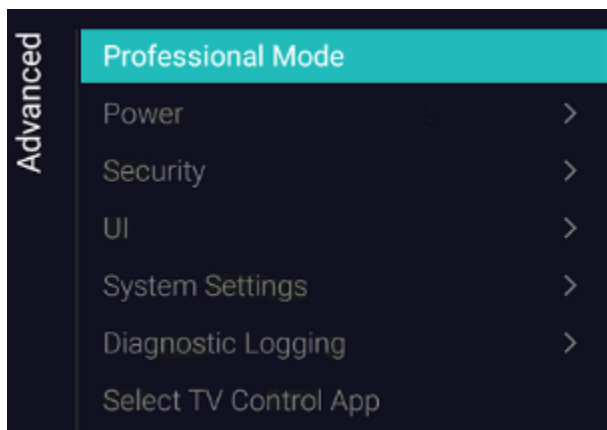 Advanced
Professional Mode
Power
Security
UI
System Settings
Diagnostic Logging
Select TV Control App